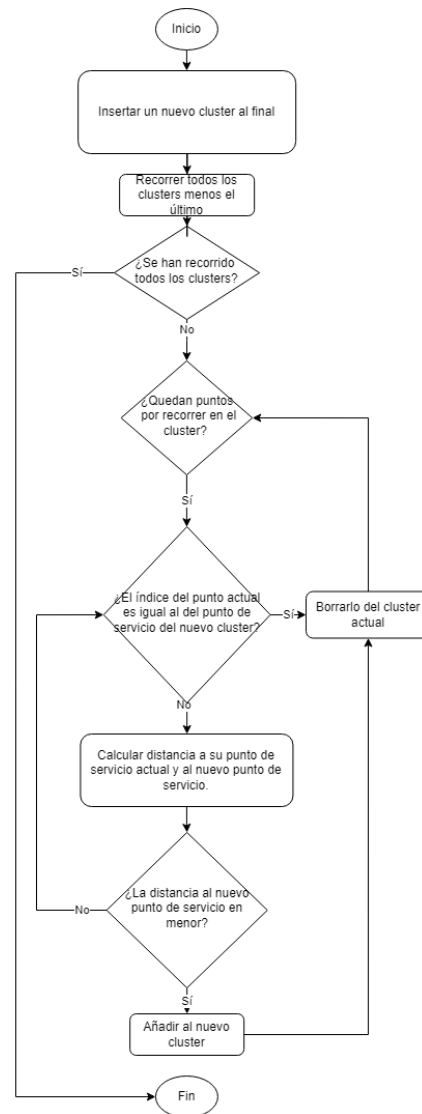 Inicio
Insertar un nuevo cluster al final
Recorrer todos los
clusters menos el
último
¿Se han recorrido
todos los clusters?
Sí
No
¿Quedan puntos
por recorrer en el
cluster?
Sí
¿El índice del punto actual
es igual al del punto de
servicio del nuevo cluster?
Sí
Borrarlo del cluster
actual
No
Calcular distancia a su punto de
servicio actual y al nuevo punto de
servicio.
¿La distancia al nuevo
punto de servicio en
menor?
No
Sí
Añadir al nuevo
cluster
Fin